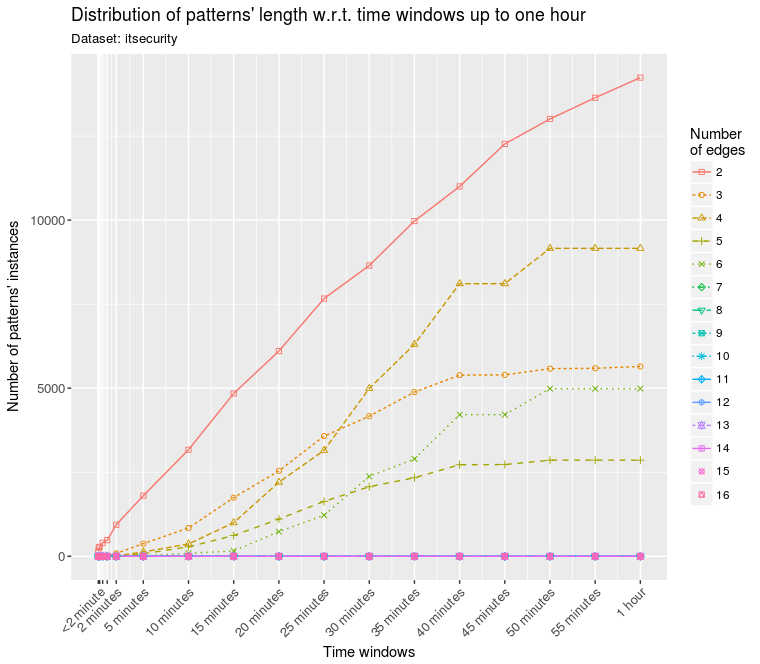 Distribution of patterns' length w.r.t. time windows up to one hour
Dataset: itsecurity
Number of patterns' instances
10000
5000
0
<2 minute
2 minutes
5 minutes
10 minutes
15 minutes
20 minutes
25 minutes
30 minutes
35 minutes
40 minutes
45 minutes
50 minutes
55 minutes
1 hour
Time windows
Number
of edges
2
3
4
5
6
7
8
9
10
11
12
13
14
15
16